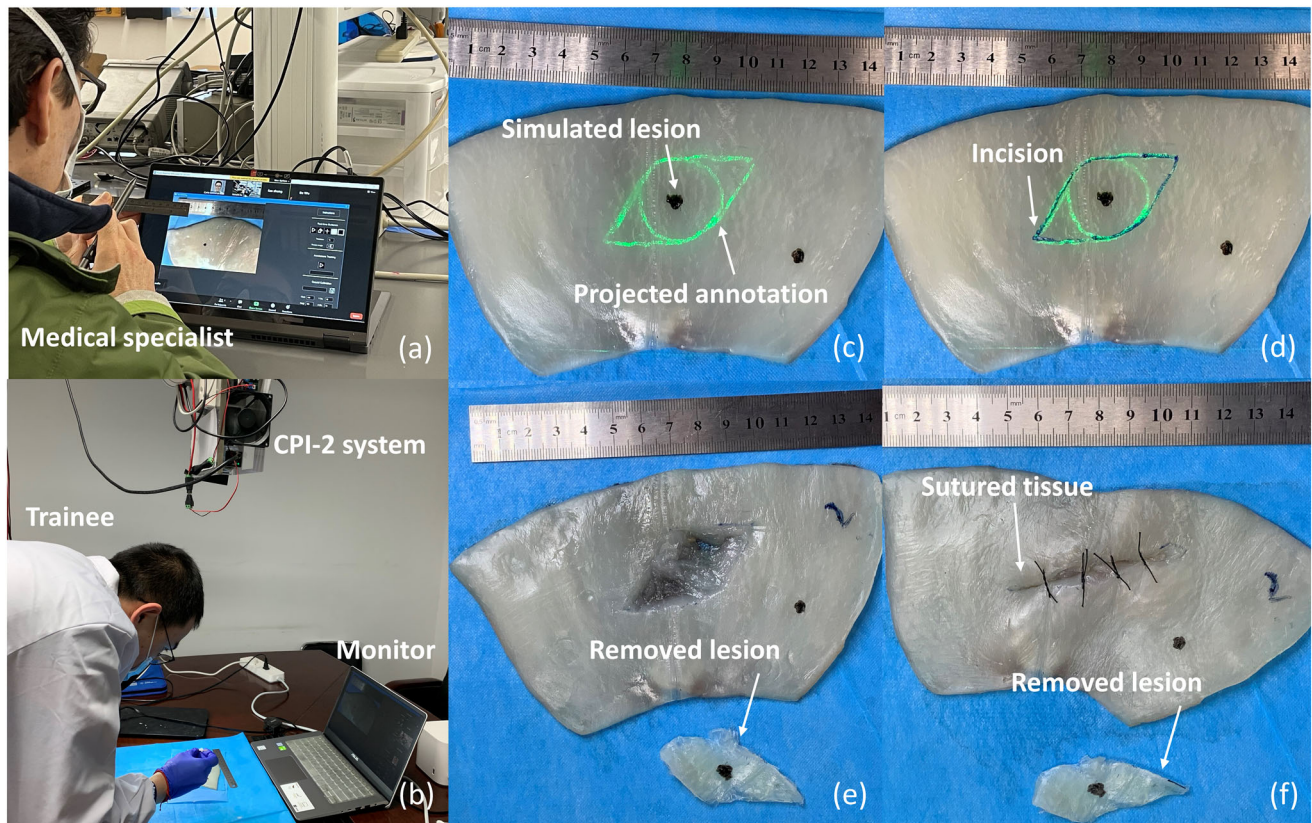 Medical specialist
(a)
CPI-2 system
Trainee
Monitor
(b)
1 cm 2 3 4 5 6 7 8 9 10 11 12 13 14
Simulated lesion
Projected annotation
(c)
1 cm 2 3 4 5 6 7 8 9 10 11 12 13 14
Incision
(d)
1 cm 2 3 4 5 6 7 8 9 10 11 12 13 14
Removed lesion
(e)
1 cm 2 3 4 5 6 7 8 9 10 11 12 13 14
Sutured tissue
Removed lesion
(f)